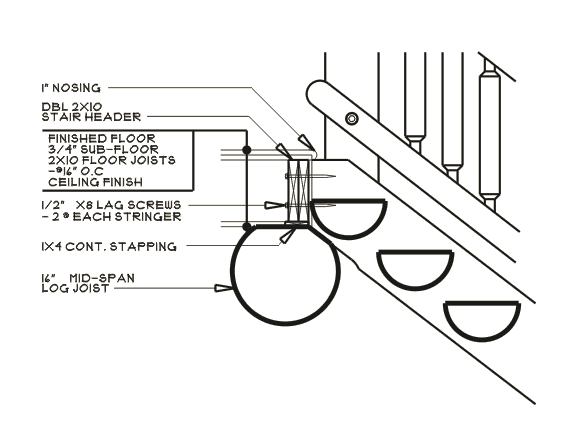 1" NOSING
DBL 2X10
STAIR HEADER
FINISHED FLOOR
3/4" SUB-FLOOR
2X10 FLOOR JOISTS
-@16" O.C
CEILING FINISH
1/2" X8 LAG SCREWS
- 2 @ EACH STRINGER
1X4 CONT. STAPPING
16" MID-SPAN
LOG JOIST